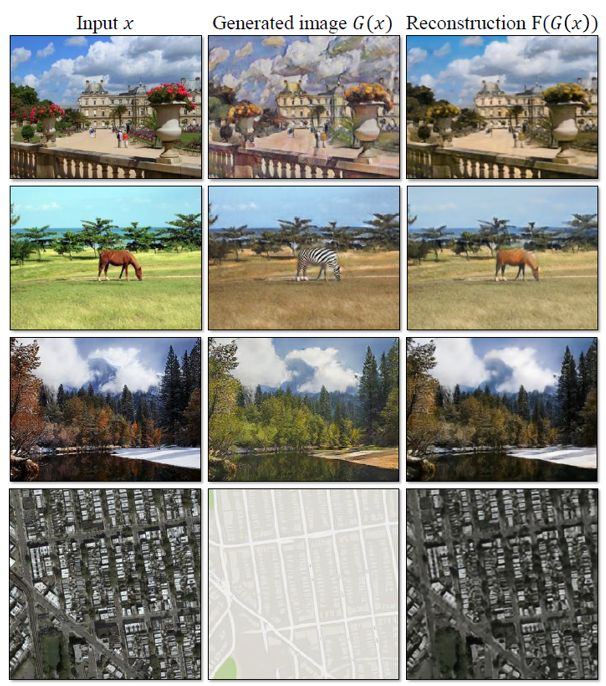 Input x
Generated image G(x)
Reconstruction F(G(x))